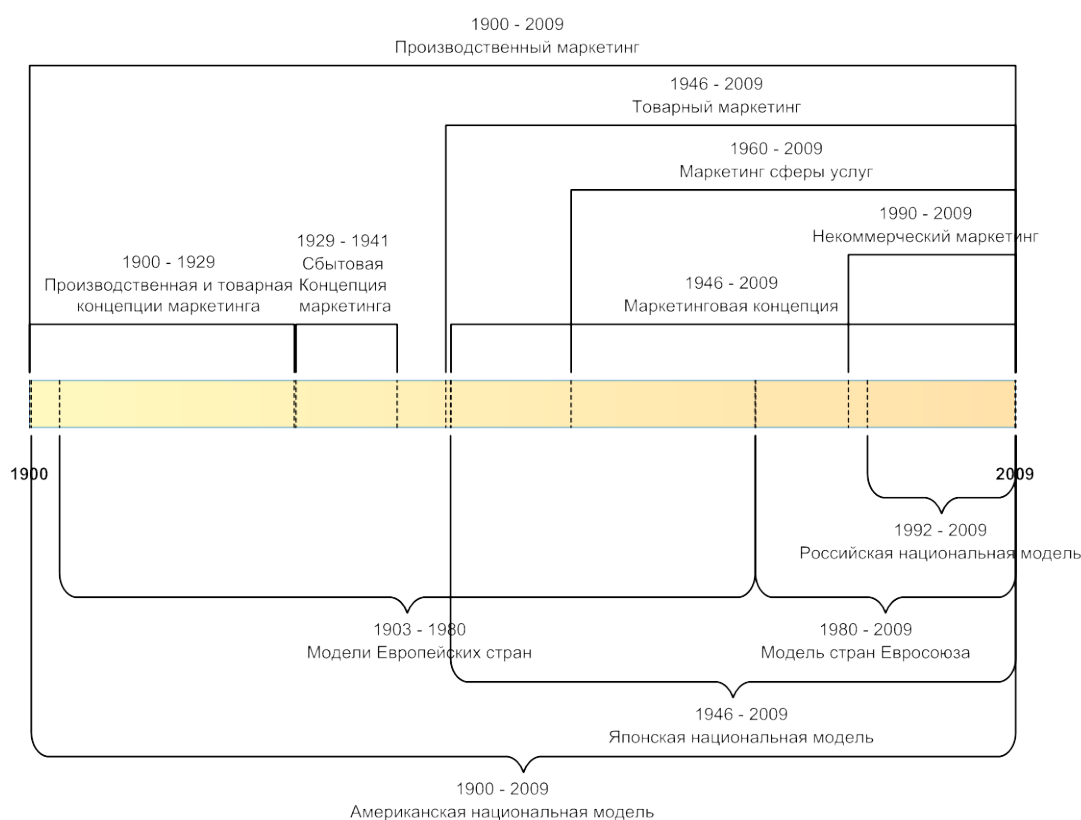 1900 - 2009
Производственный маркетинг
1946 - 2009
Товарный маркетинг
1960 - 2009
Маркетинг сферы услуг
1990 - 2009
Некоммерческий маркетинг
1929 - 1941
Сбытовая
Концепция
маркетинга
1900 - 1929
Производственная и товарная
концепции маркетинга
1946 - 2009
Маркетинговая концепция
1900
2009
1992 - 2009
Российская национальная модель
1903 - 1980
Модели Европейских стран
1980 - 2009
Модель стран Евросоюза
1946 - 2009
Японская национальная модель
1900 - 2009
Американская национальная модель